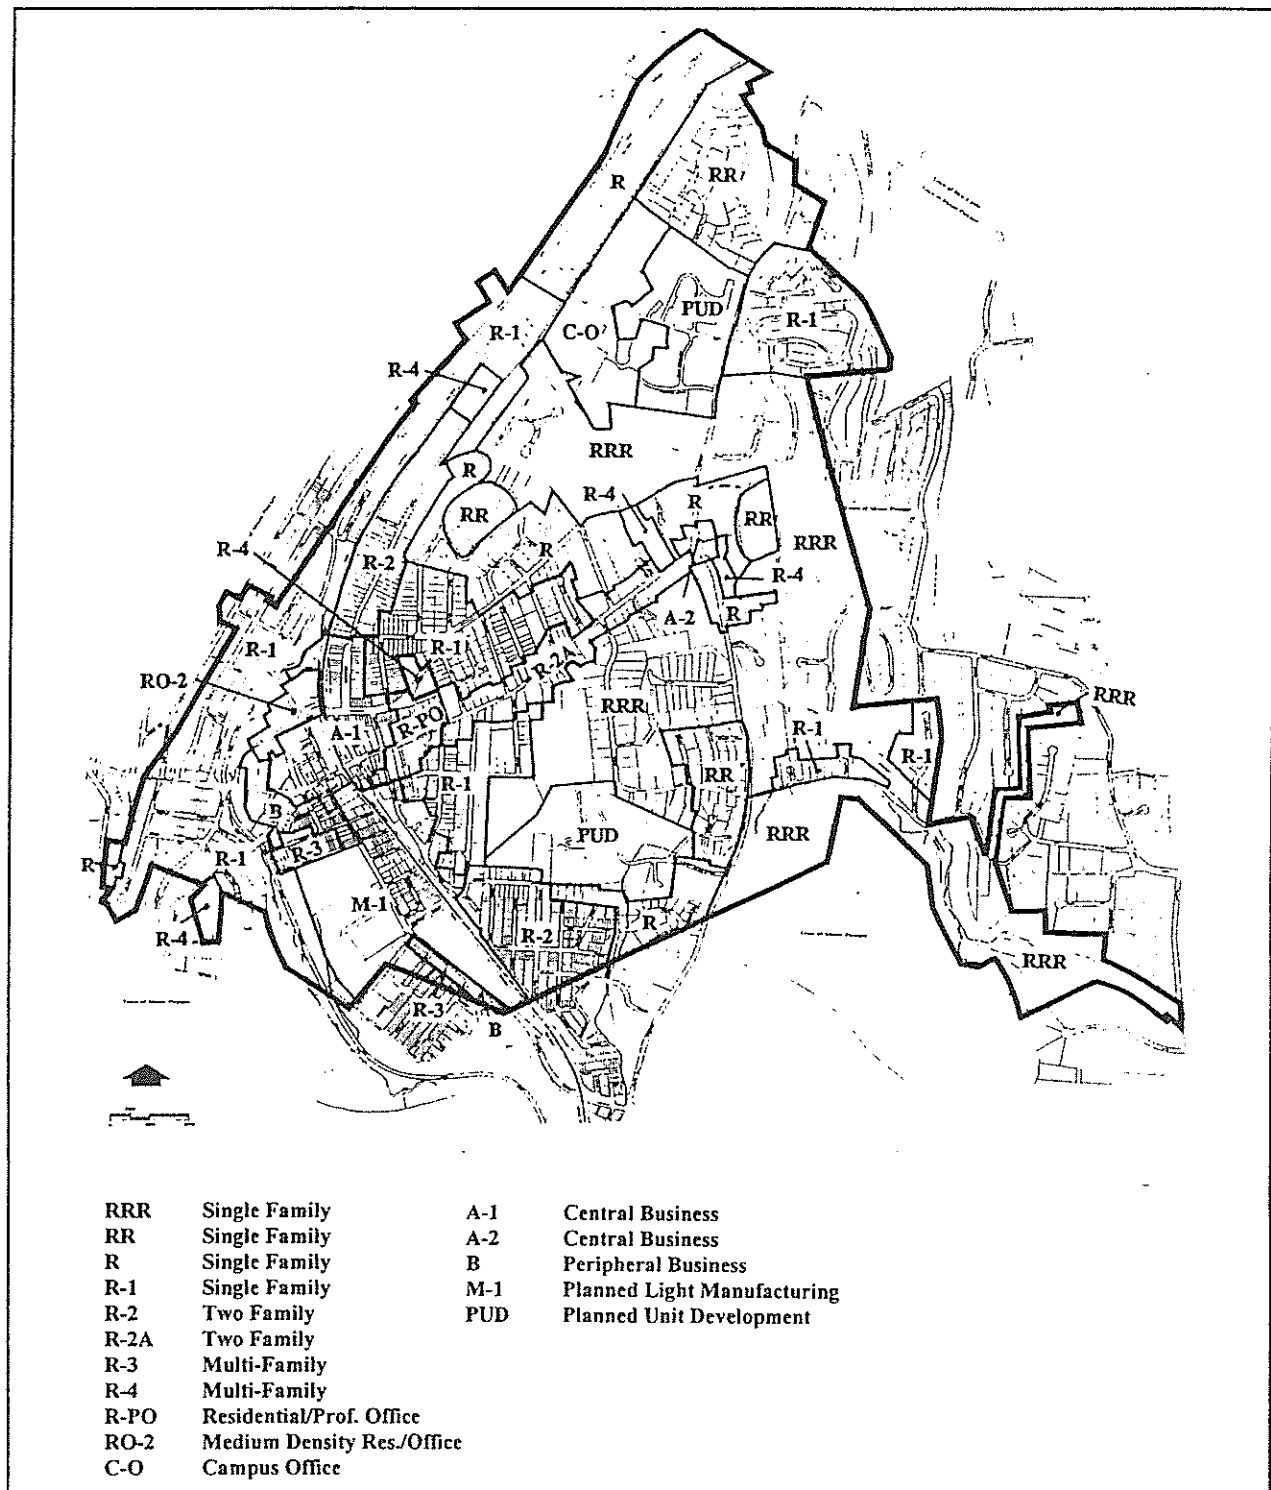 R
RR
PUD
R-1
C-O
R-1
R-4
RRR
R
R-4
R
RR
RR
R-4
R
RRR
R-2
R-4
A-2
R
R-1
R-1
R-2A
RO-2
RRR
RRR
A-1
R-PO
R-1
R-1
RR
R-1
B
PUD
RRR
R-3
R-1
R
M-1
R-4
R-2
R
RRR
R-3
B
RRR Single Family
RR Single Family
R Single Family
R-1 Single Family
R-2 Two Family
R-2A Two Family
R-3 Multi-Family
R-4 Multi-Family
R-PO Residential/Prof. Office
RO-2 Medium Density Res./Office
C-O Campus Office
A-1 Central Business
A-2 Central Business
B Peripheral Business
M-1 Planned Light Manufacturing
PUD Planned Unit Development